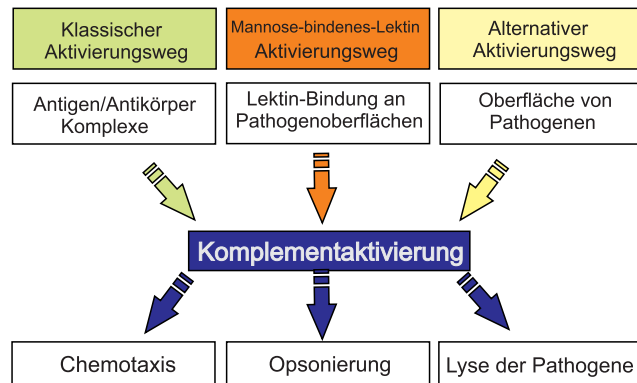 Klassischer
Aktivierungsweg
Mannose-bindenes-Lektin
Aktivierungsweg
Alternativer
Aktivierungsweg
Antigen/Antikörper
Komplexe
Lektin-Bindung an
Pathogenoberflächen
Oberfläche von
Pathogenen
Komplementaktivierung
Chemotaxis
Opsonierung
Lyse der Pathogene